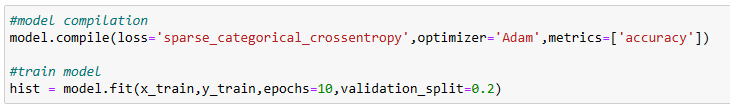 #model compilation
model.compile(loss='sparse_categorical_crossentropy',optimizer='Adam',metrics=['accuracy'])
#train model
hist = model.fit(x_train,y_train,epochs=10,validation_split=0.2)